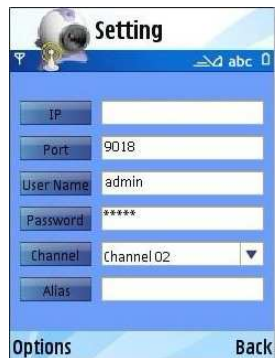 Setting
abc
IP
Port 9018
User Name admin
Password *****
Channel Channel 02
Alias
Options Back